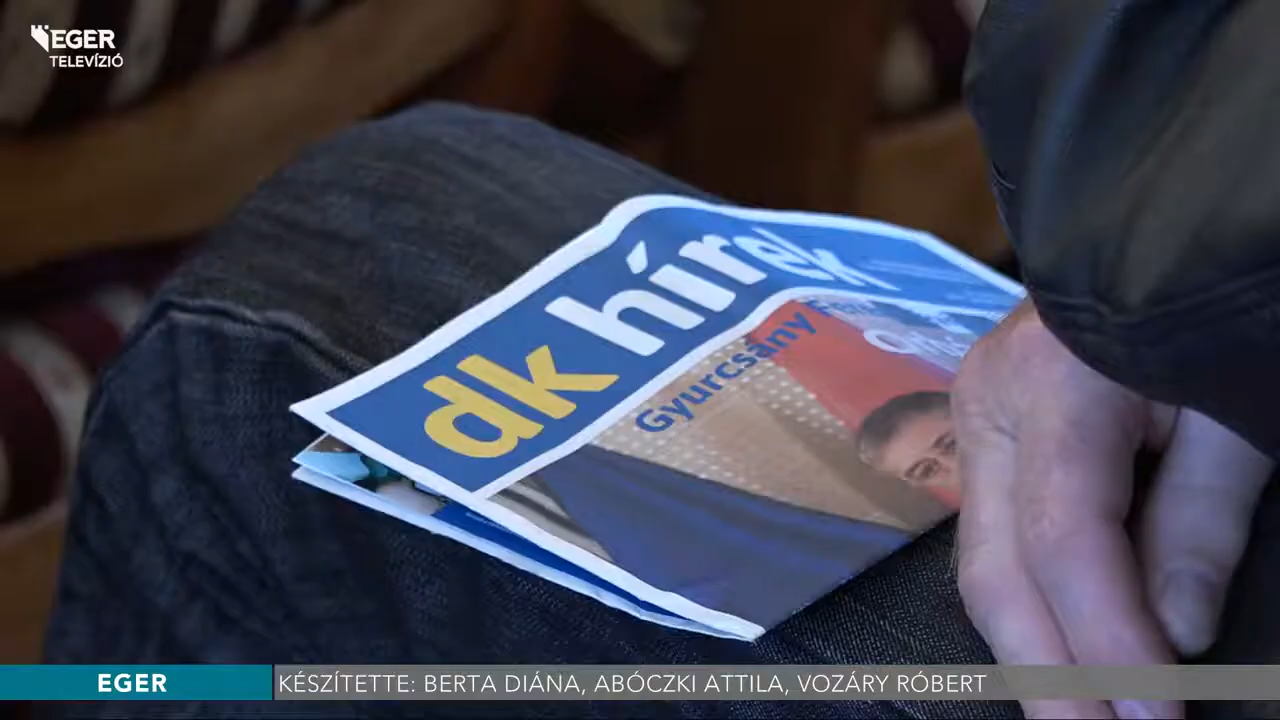 EGER
TELEVÍZIÓ
dk hírek
Gyurcsány
EGER
KÉSZÍTETTE: BERTA DIÁNA, ABÓCZKI ATTILA, VOZÁRY RÓBERT